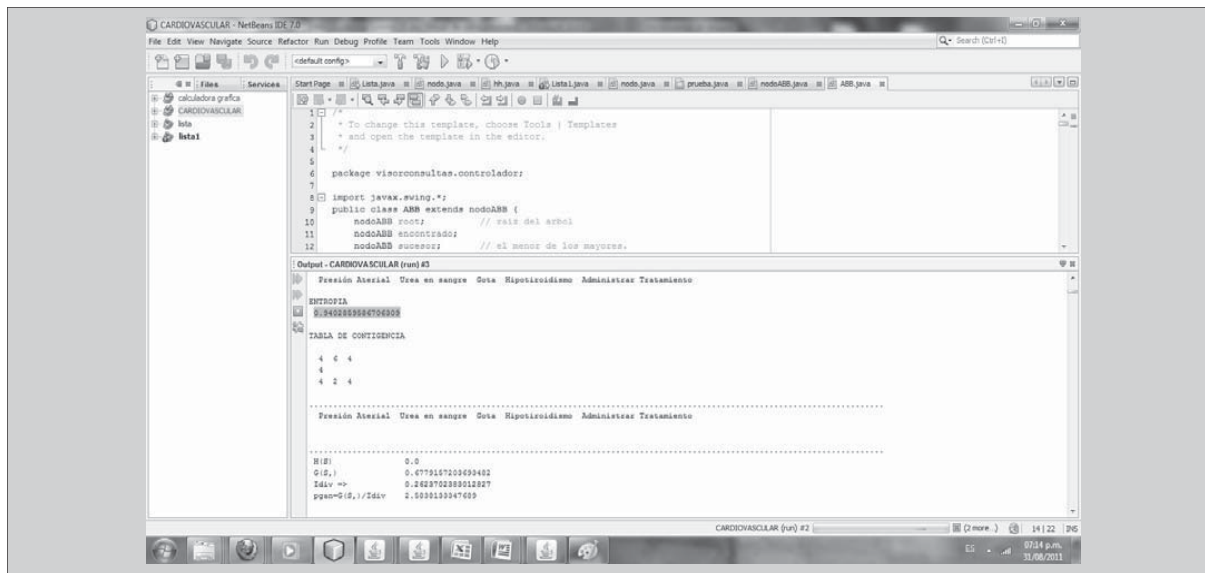 CARDIOVASCULAR - NetBeans IDE 7.0
File Edit View Navigate Source Refactor Run Debug Profile Team Tools Window Help
Search (Ctrl+I)
<default config>
Files Services
Start Page Lista.java nodo.java hh.java Lista1.java nodo.java prueba.java nodoABB.java ABB.java
calculadora grafica
CARDIOVASCULAR
lista
lista1
1 /*
2 * To change this template, choose Tools | Templates
3 * and open the template in the editor.
4 */
5
6 package visorconsultas.controlador;
7
8 import javax.swing.*;
9 public class ABB extends nodoABB {
10 nodoABB root; // raiz del arbol
11 nodoABB encontrado;
12 nodoABB sucesor; // el menor de los mayores.
Output - CARDIOVASCULAR (run) #3
Presión Aterial Urea en sangre Gota Hipotiroidismo Administrar Tratamiento
ENTROPIA
0.9402859586706309
TABLA DE CONTIGENCIA
4 6 4
4
4 2 4
Presión Aterial Urea en sangre Gota Hipotiroidismo Administrar Tratamiento
H(S) 0.0
G(S,) 0.6779157203693482
Idiv => 0.2623702383012827
pgan=G(S,)/Idiv
CARDIOVASCULAR (run) #2
(2 more...)
14 | 22 INS
ES
07:14 p.m.
31/08/2011